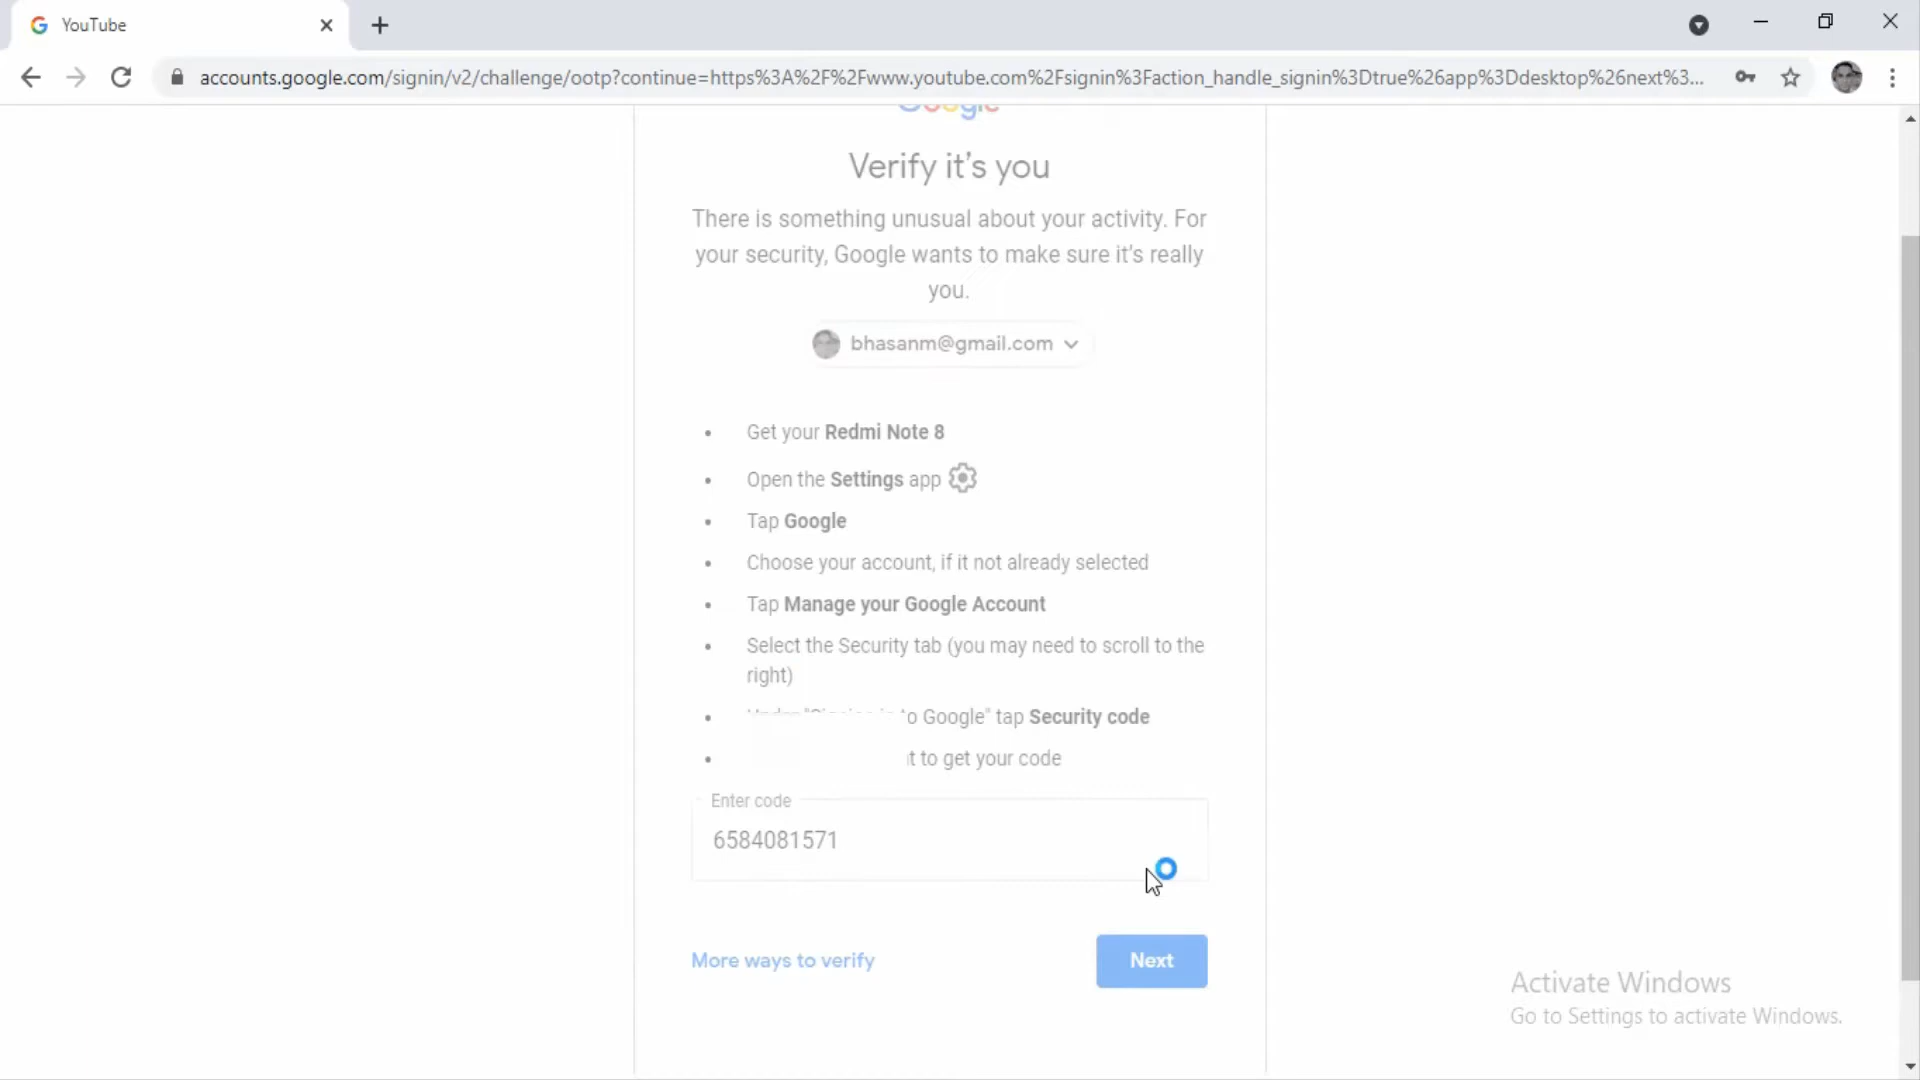 YouTube
accounts.google.com/signin/v2/challenge/ootp?continue=https%3A%2F%2Fwww.youtube.com%2Fsignin%3Faction_handle_signin%3Dtrue%26app%3Ddesktop%26next%3...
Google
Verify it's you
There is something unusual about your activity. For
your security, Google wants to make sure it's really
you.
bhasanm@gmail.com
• Get your Redmi Note 8
• Open the Settings app
• Tap Google
• Choose your account, if it not already selected
• Tap Manage your Google Account
• Select the Security tab (you may need to scroll to the
right)
• to Google" tap Security code
• to get your code
Enter code
6584081571
More ways to verify
Next
Activate Windows
Go to Settings to activate Windows.